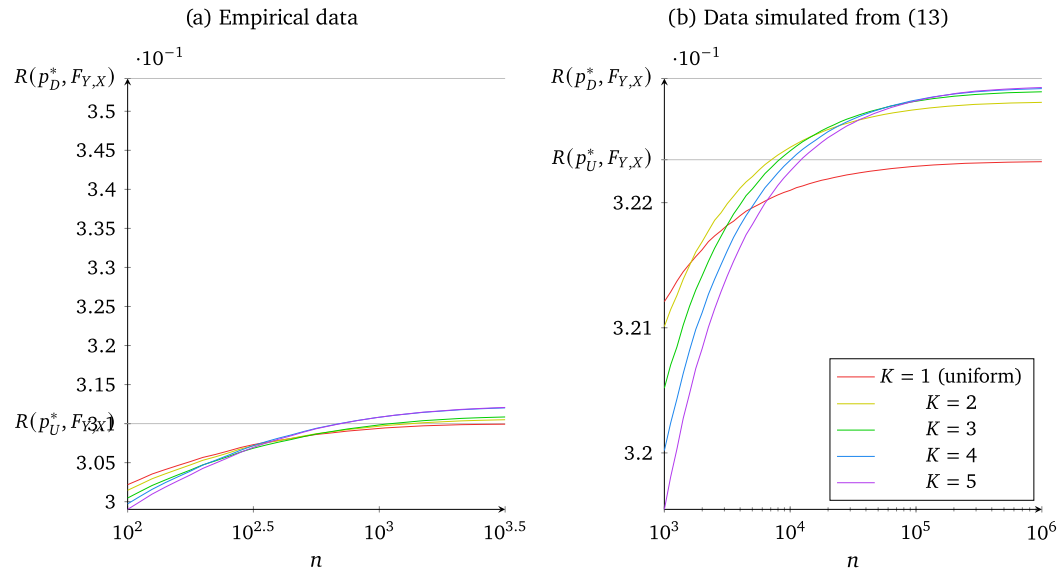 (a) Empirical data
·10⁻¹
R(p*_D, F_{Y,X})
3.5
3.45
3.4
3.35
3.3
3.25
3.2
3.15
R(p*_U, F_{Y,X})
3.1
3.05
3
10²
10^{2.5}
10³
10^{3.5}
n
(b) Data simulated from (13)
·10⁻¹
R(p*_D, F_{Y,X})
R(p*_U, F_{Y,X})
3.22
3.21
3.2
K = 1 (uniform)
K = 2
K = 3
K = 4
K = 5
10³
10⁴
10⁵
10⁶
n